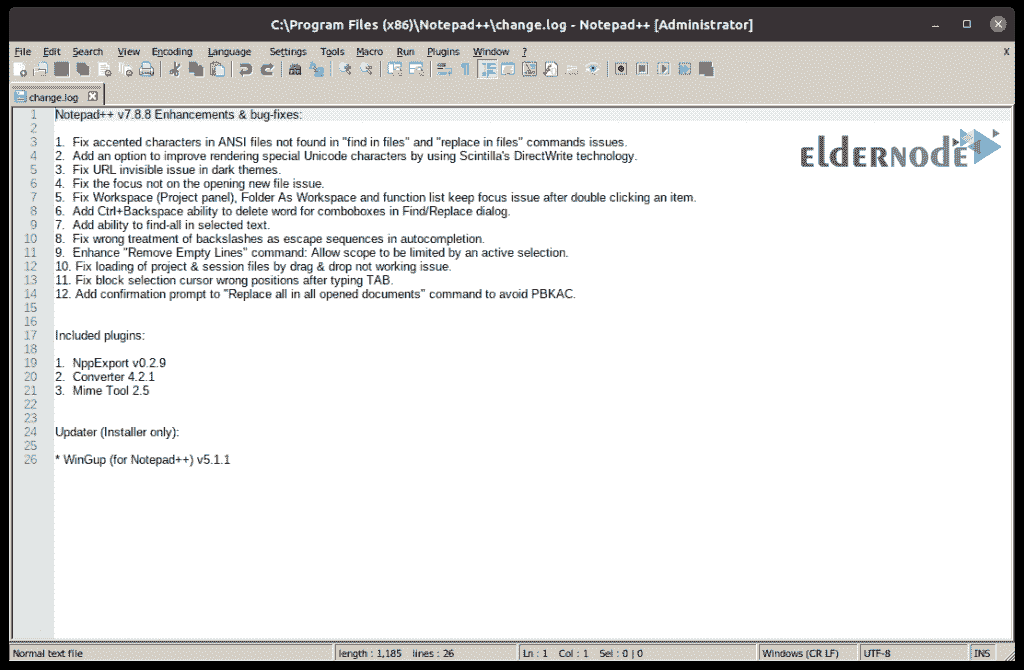 C:\Program Files (x86)\Notepad++\change.log - Notepad++ [Administrator]
File Edit Search View Encoding Language Settings Tools Macro Run Plugins Window ? X
change.log
1 Notepad++ v7.8.8 Enhancements & bug-fixes:
2
3 1. Fix accented characters in ANSI files not found in "find in files" and "replace in files" commands issues.
4 2. Add an option to improve rendering special Unicode characters by using Scintilla's DirectWrite technology.
5 3. Fix URL invisible issue in dark themes.
6 4. Fix the focus not on the opening new file issue.
7 5. Fix Workspace (Project panel), Folder As Workspace and function list keep focus issue after double clicking an item.
8 6. Add Ctrl+Backspace ability to delete word for comboboxes in Find/Replace dialog.
9 7. Add ability to find-all in selected text.
10 8. Fix wrong treatment of backslashes as escape sequences in autocompletion.
11 9. Enhance "Remove Empty Lines" command: Allow scope to be limited by an active selection.
12 10. Fix loading of project & session files by drag & drop not working issue.
13 11. Fix block selection cursor wrong positions after typing TAB.
14 12. Add confirmation prompt to "Replace all in all opened documents" command to avoid PBKAC.
15
16
17 Included plugins:
18
19 1. NppExport v0.2.9
20 2. Converter 4.2.1
21 3. Mime Tool 2.5
22
23
24 Updater (Installer only):
25
26 * WinGup (for Notepad++) v5.1.1
eldernode
Normal text file length : 1,185 lines : 26 Ln : 1 Col : 1 Sel : 0 | 0 Windows (CR LF) UTF-8 INS